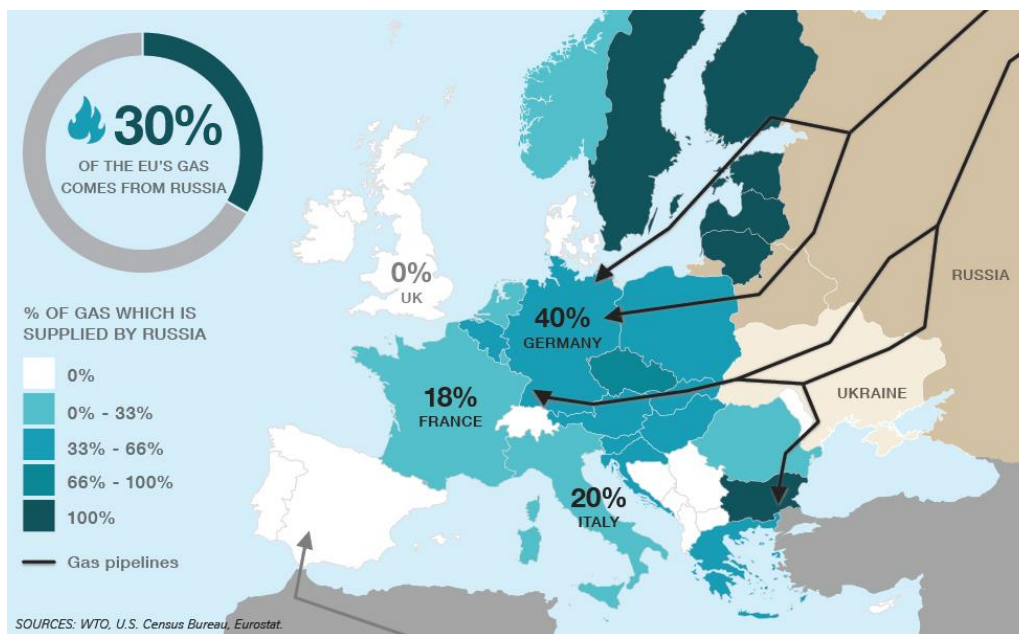 30%
OF THE EU'S GAS
COMES FROM RUSSIA
% OF GAS WHICH IS
SUPPLIED BY RUSSIA
0%
0% - 33%
33% - 66%
66% - 100%
100%
Gas pipelines
0%
UK
40%
GERMANY
18%
FRANCE
20%
ITALY
UKRAINE
RUSSIA
SOURCES: WTO, U.S. Census Bureau, Eurostat.